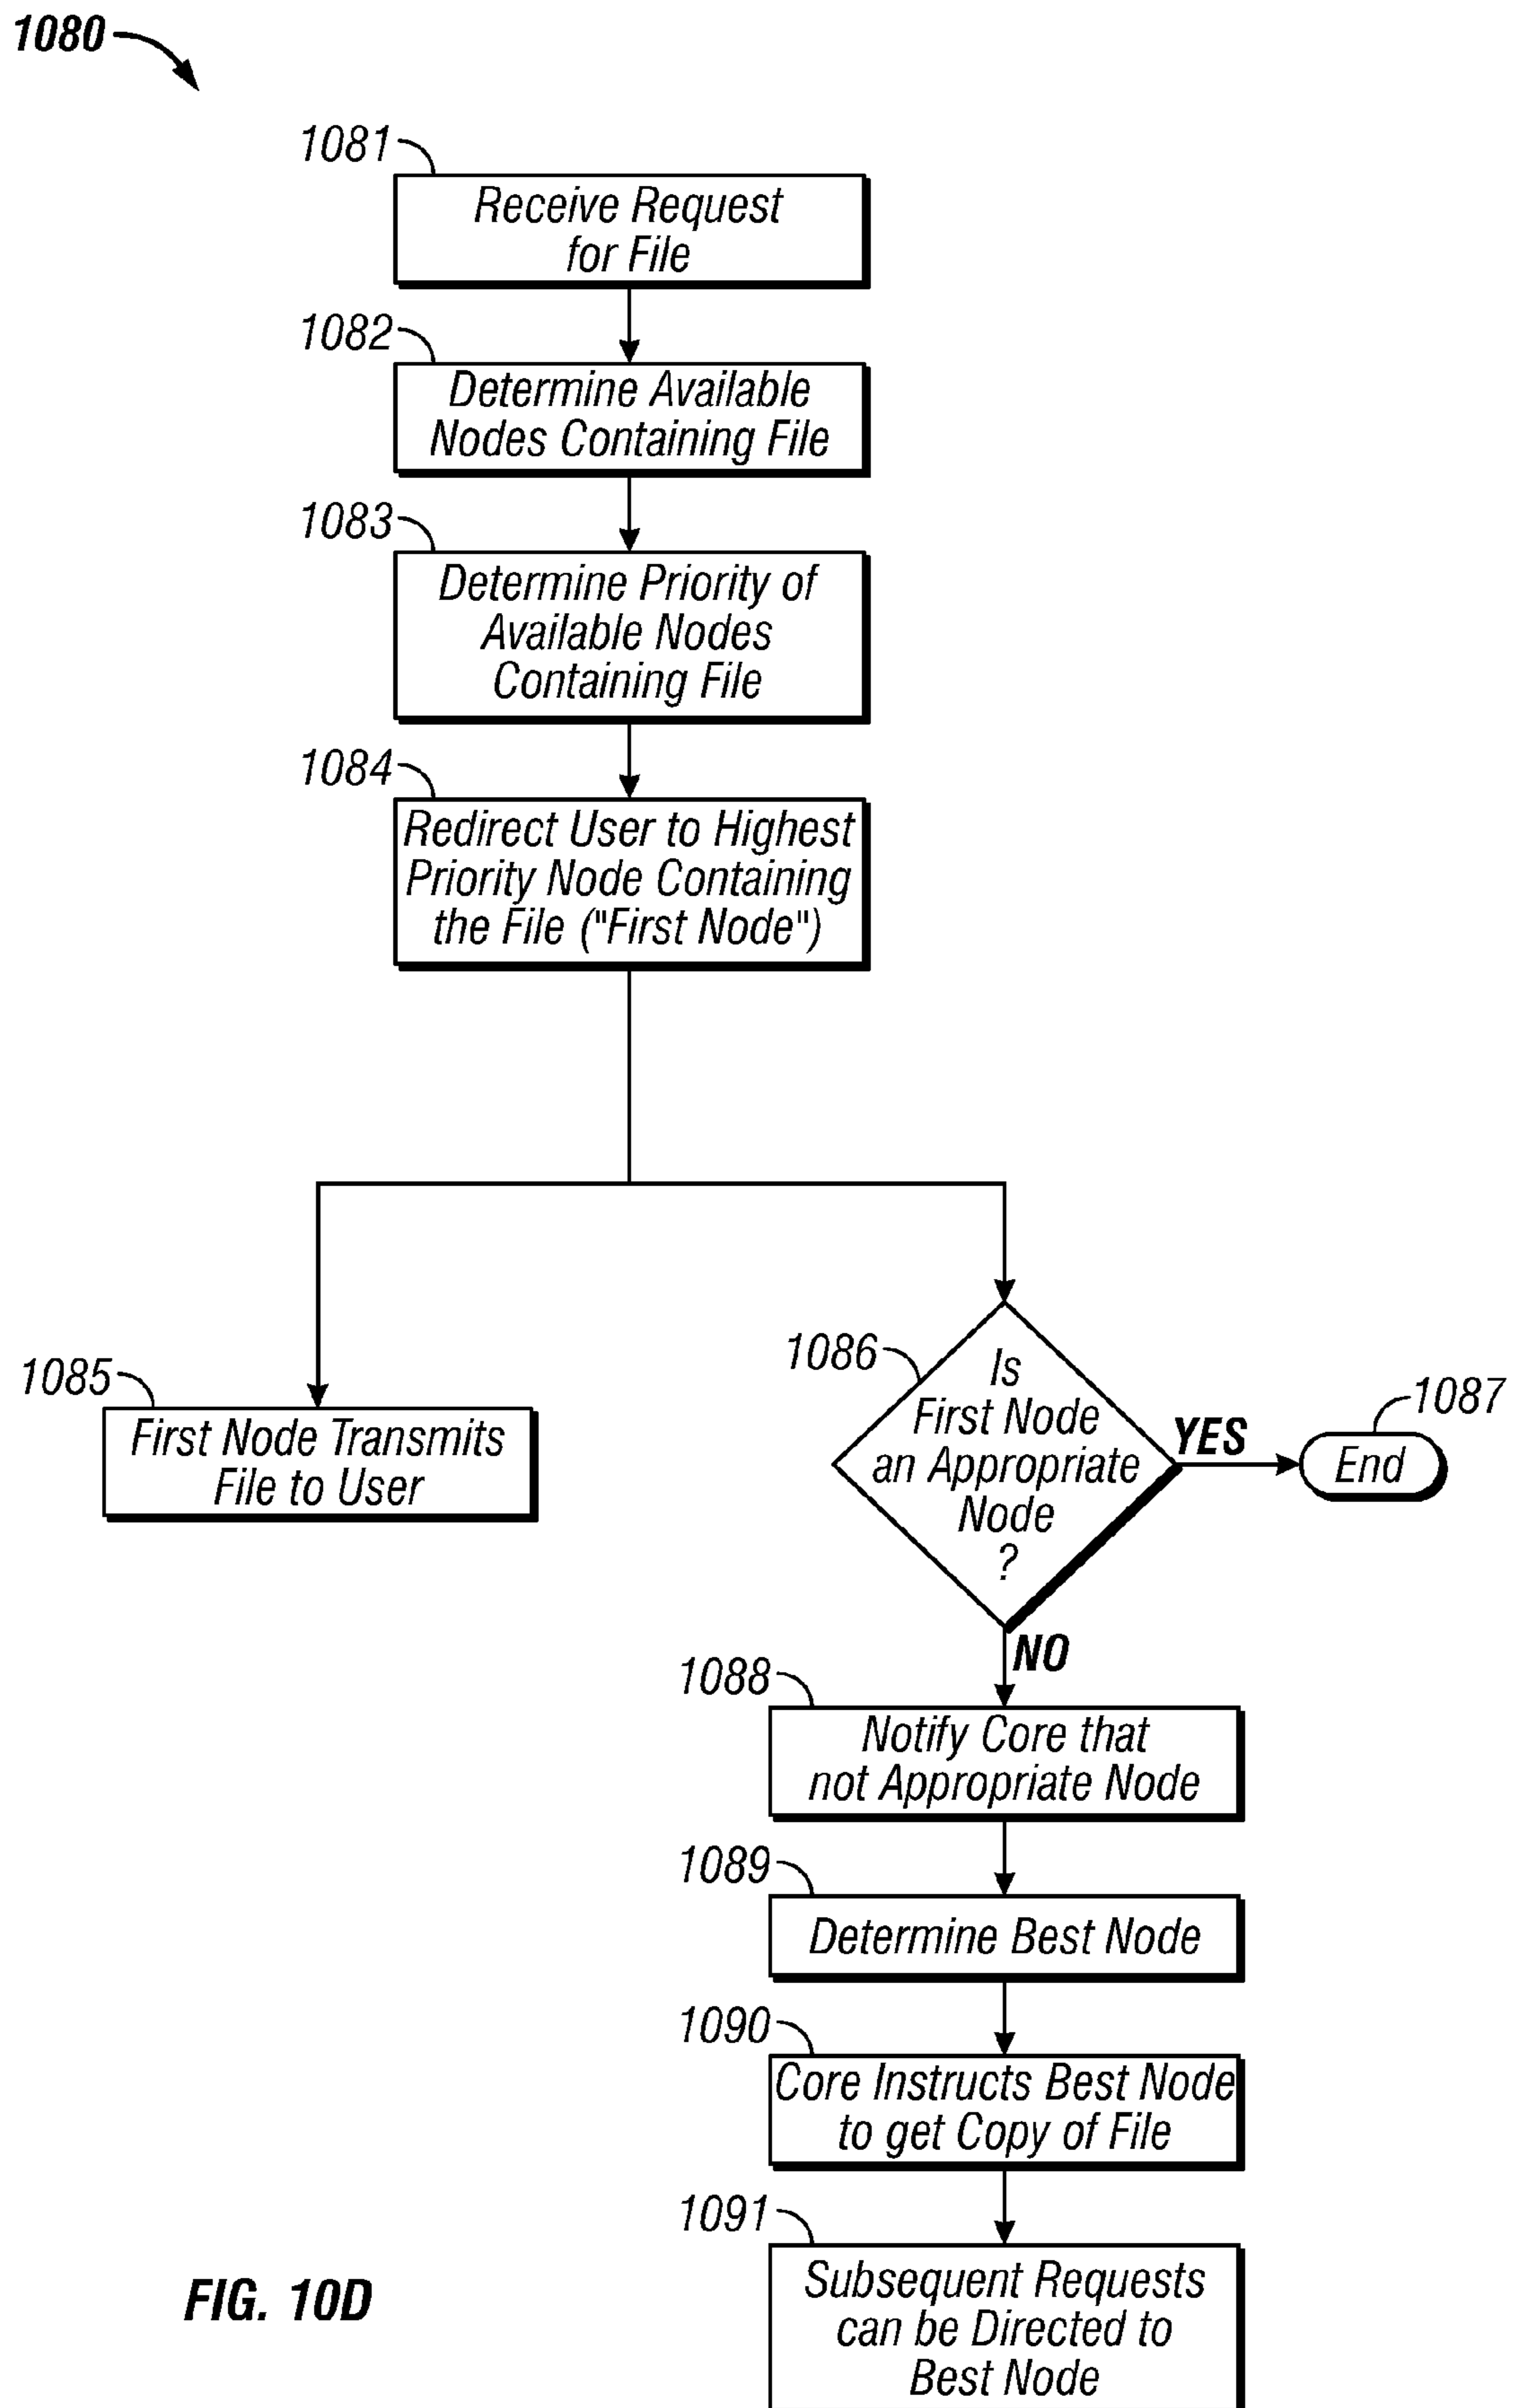 1080
1081
Receive Request
for File
1082
Determine Available
Nodes Containing File
1083
Determine Priority of
Available Nodes
Containing File
1084
Redirect User to Highest
Priority Node Containing
the File ("First Node")
1085
First Node Transmits
File to User
1086
Is
First Node
an Appropriate
Node
?
YES
1087
End
NO
1088
Notify Core that
not Appropriate Node
1089
Determine Best Node
1090
Core Instructs Best Node
to get Copy of File
1091
Subsequent Requests
can be Directed to
Best Node
FIG. 10D